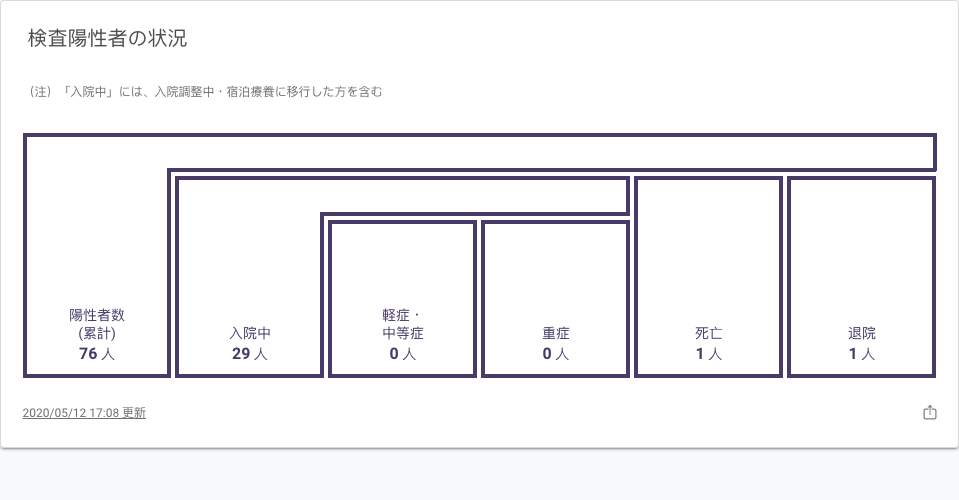 検査陽性者の状況
（注）「入院中」には、入院調整中・宿泊療養に移行した方を含む
陽性者数
(累計)
76 人
入院中
29 人
軽症・
中等症
0 人
重症
0 人
死亡
1 人
退院
1 人
2020/05/12 17:08 更新